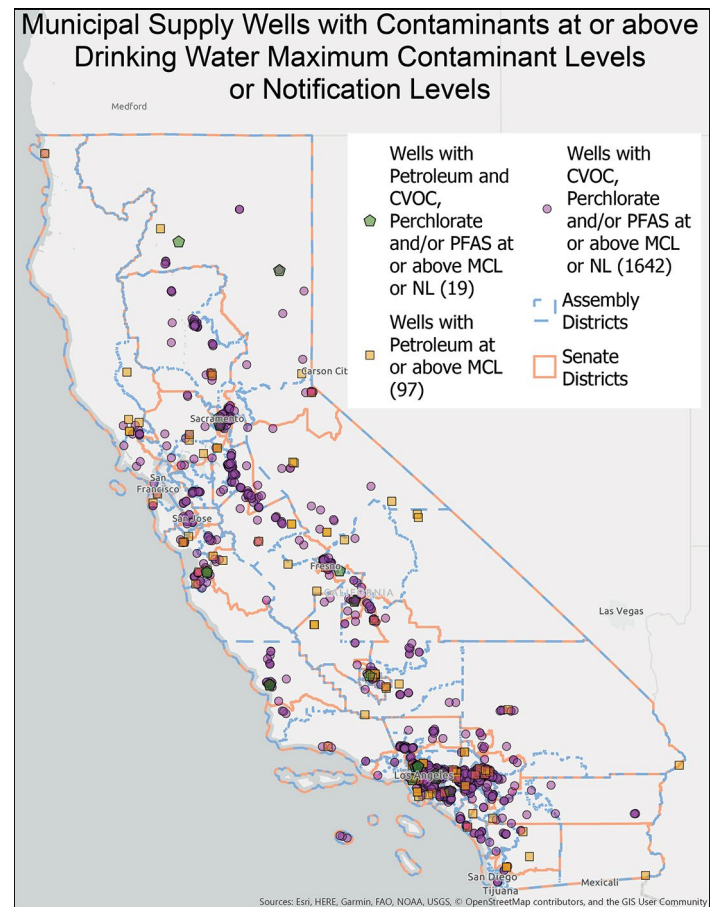 Municipal Supply Wells with Contaminants at or above
Drinking Water Maximum Contaminant Levels
or Notification Levels
Medford
Wells with
Petroleum and
CVOC,
Perchlorate
and/or PFAS at
or above MCL
or NL (19)
Wells with
Petroleum at
or above MCL
(97)
Wells with
CVOC,
Perchlorate
and/or PFAS at
or above MCL
or NL (1642)
Assembly
Districts
Senate
Districts
Carson Cit
Sacramento
San
Francisco
San Jose
Fresno
CALIFORNIA
Las Vegas
Los Angeles
San Diego
Tijuana
Mexicali
Sources: Esri, HERE, Garmin, FAO, NOAA, USGS, © OpenStreetMap contributors, and the GIS User Community